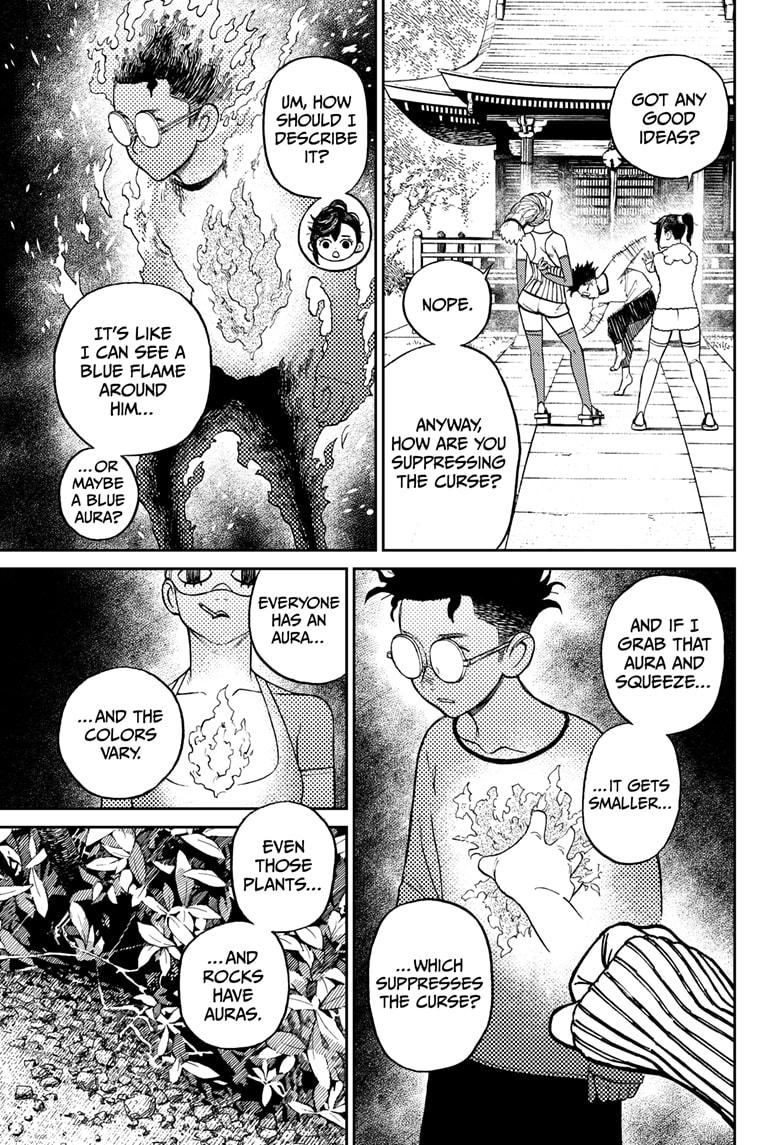 GOT ANY
GOOD
IDEAS?
NOPE.
ANYWAY,
HOW ARE YOU
SUPPRESSING
THE CURSE?
UM, HOW
SHOULD I
DESCRIBE
IT?
IT'S LIKE
I CAN SEE A
BLUE FLAME
AROUND
HIM...
...OR
MAYBE
A BLUE
AURA?
AND IF I
GRAB THAT
AURA AND
SQUEEZE...
...IT GETS
SMALLER...
...WHICH
SUPPRESSES
THE CURSE?
EVERYONE
HAS AN
AURA...
...AND THE
COLORS
VARY.
EVEN
THOSE
PLANTS...
...AND
ROCKS
HAVE
AURAS.